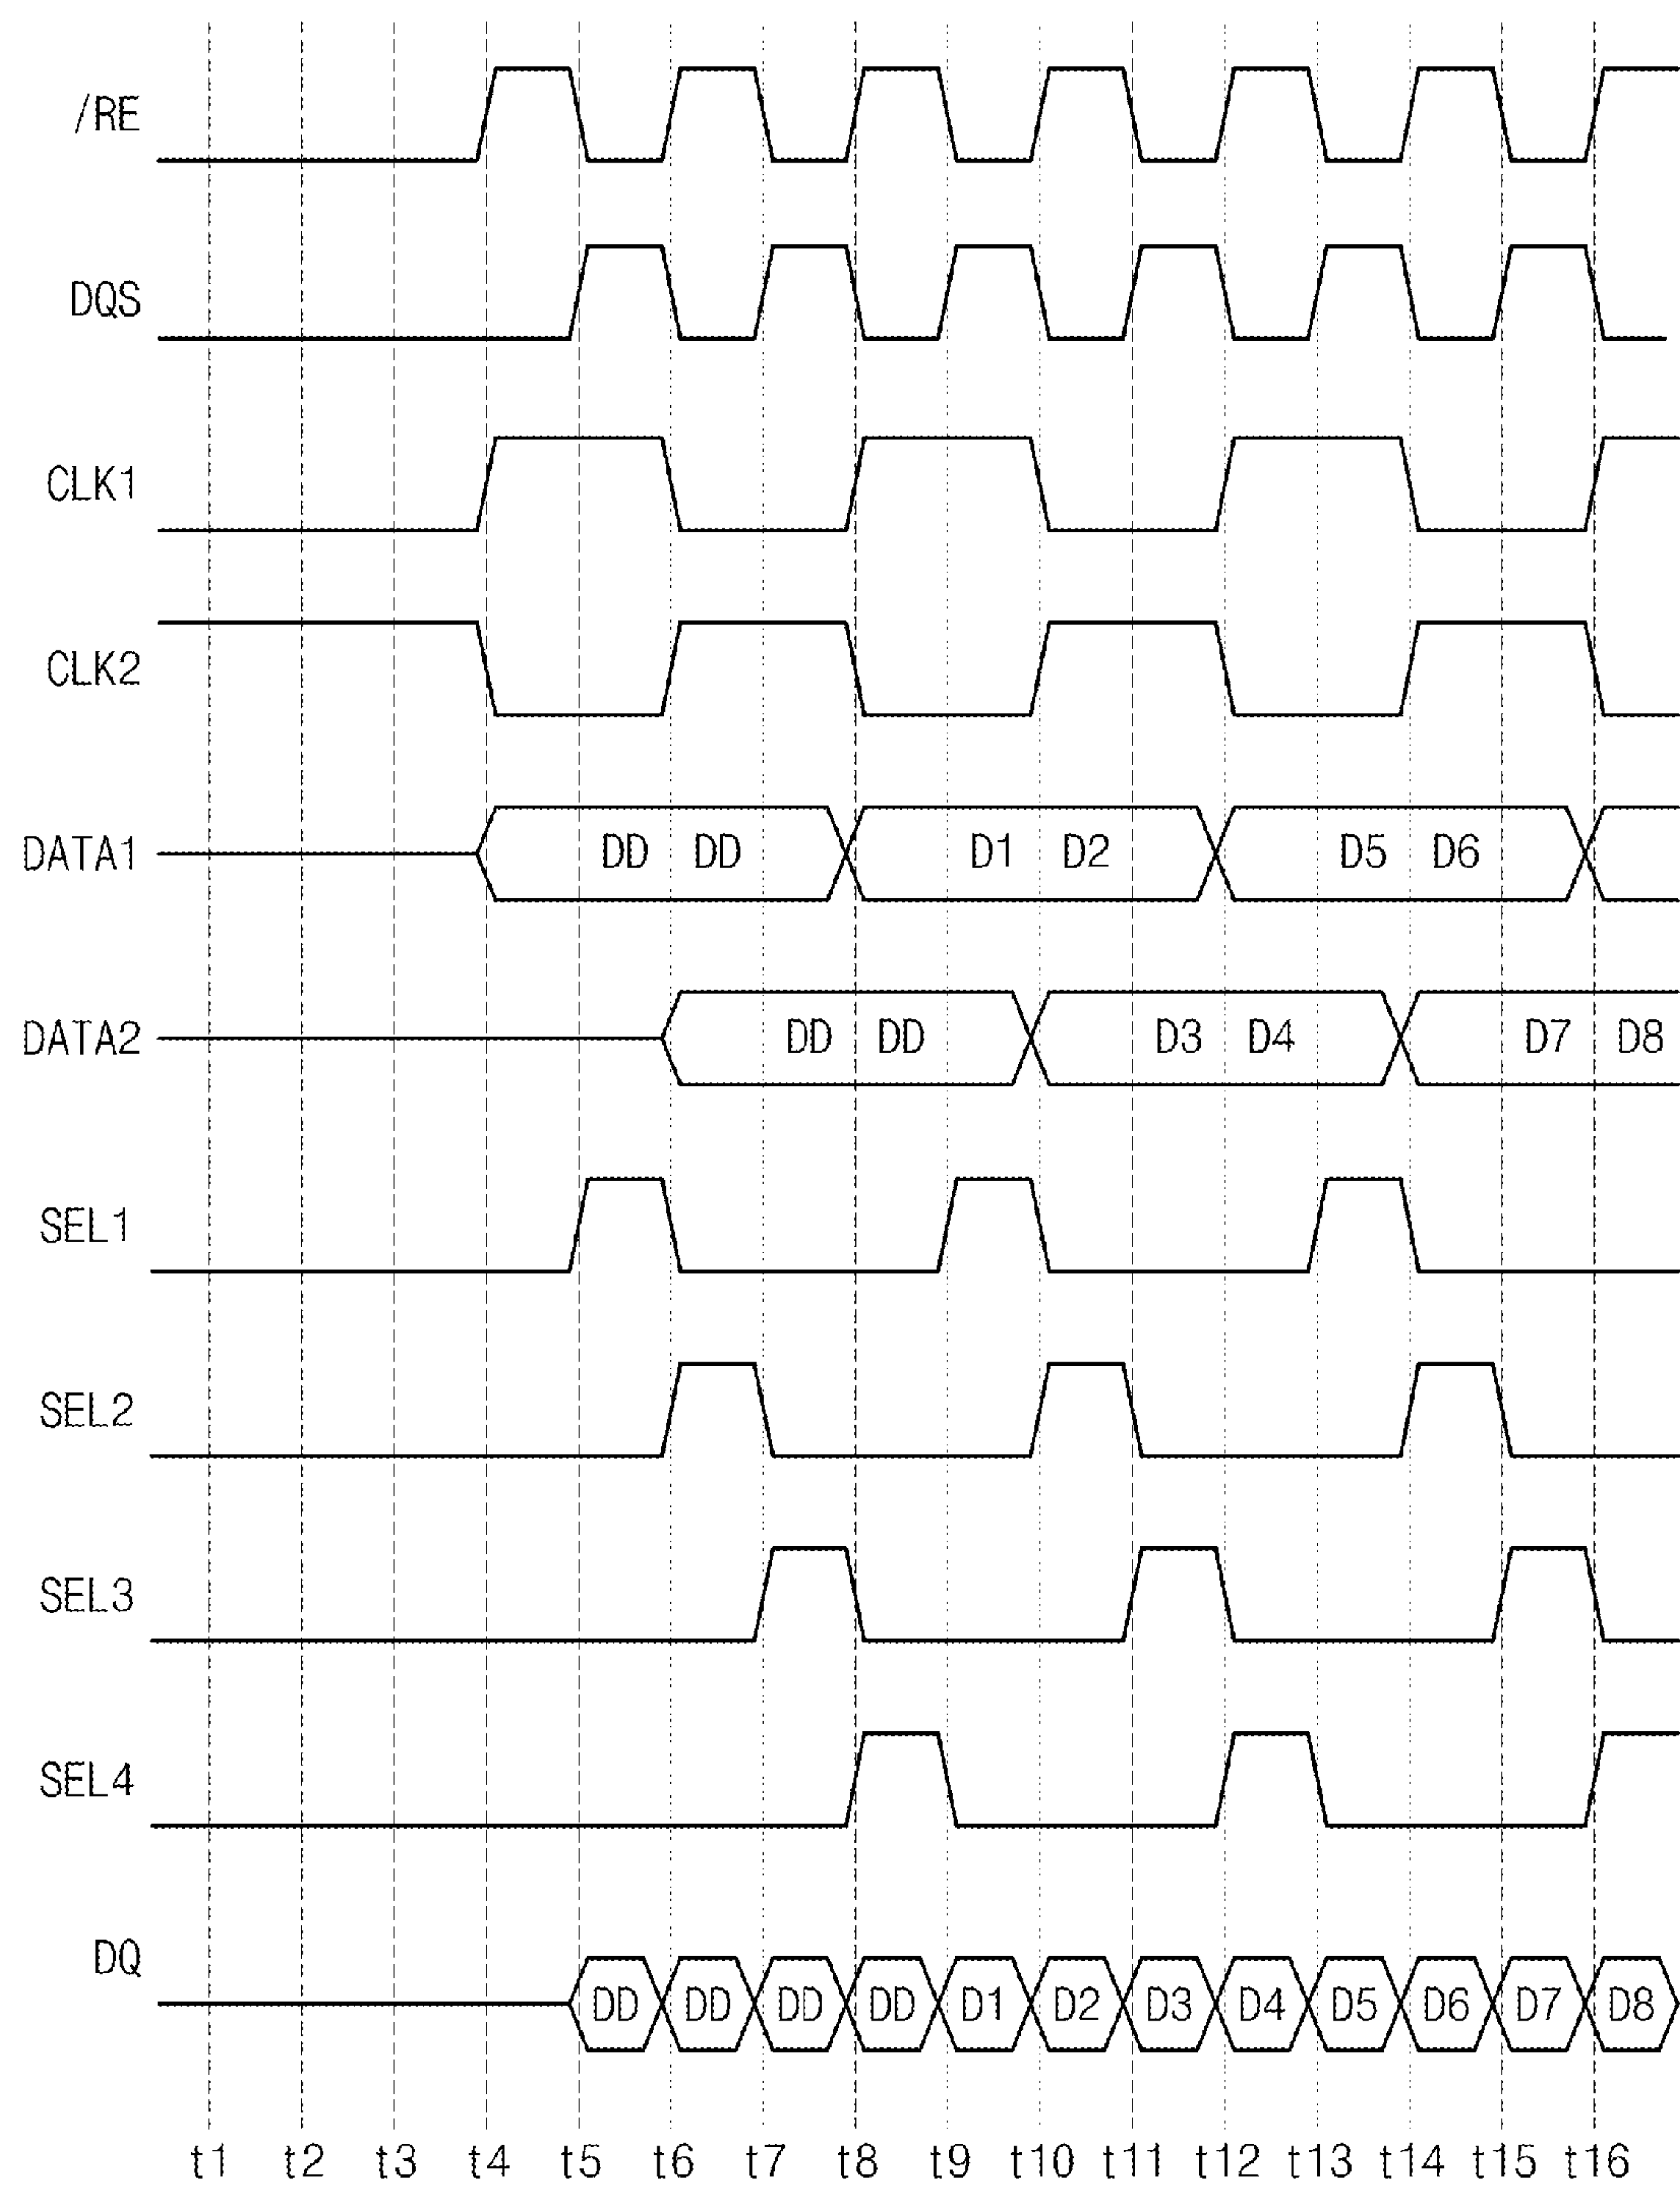 /RE
DQS
CLK1
CLK2
DATA1 DD DD D1 D2 D5 D6
DATA2 DD DD D3 D4 D7 D8
SEL1
SEL2
SEL3
SEL4
DQ DD DD DD DD D1 D2 D3 D4 D5 D6 D7 D8
t1 t2 t3 t4 t5 t6 t7 t8 t9 t10 t11 t12 t13 t14 t15 t16